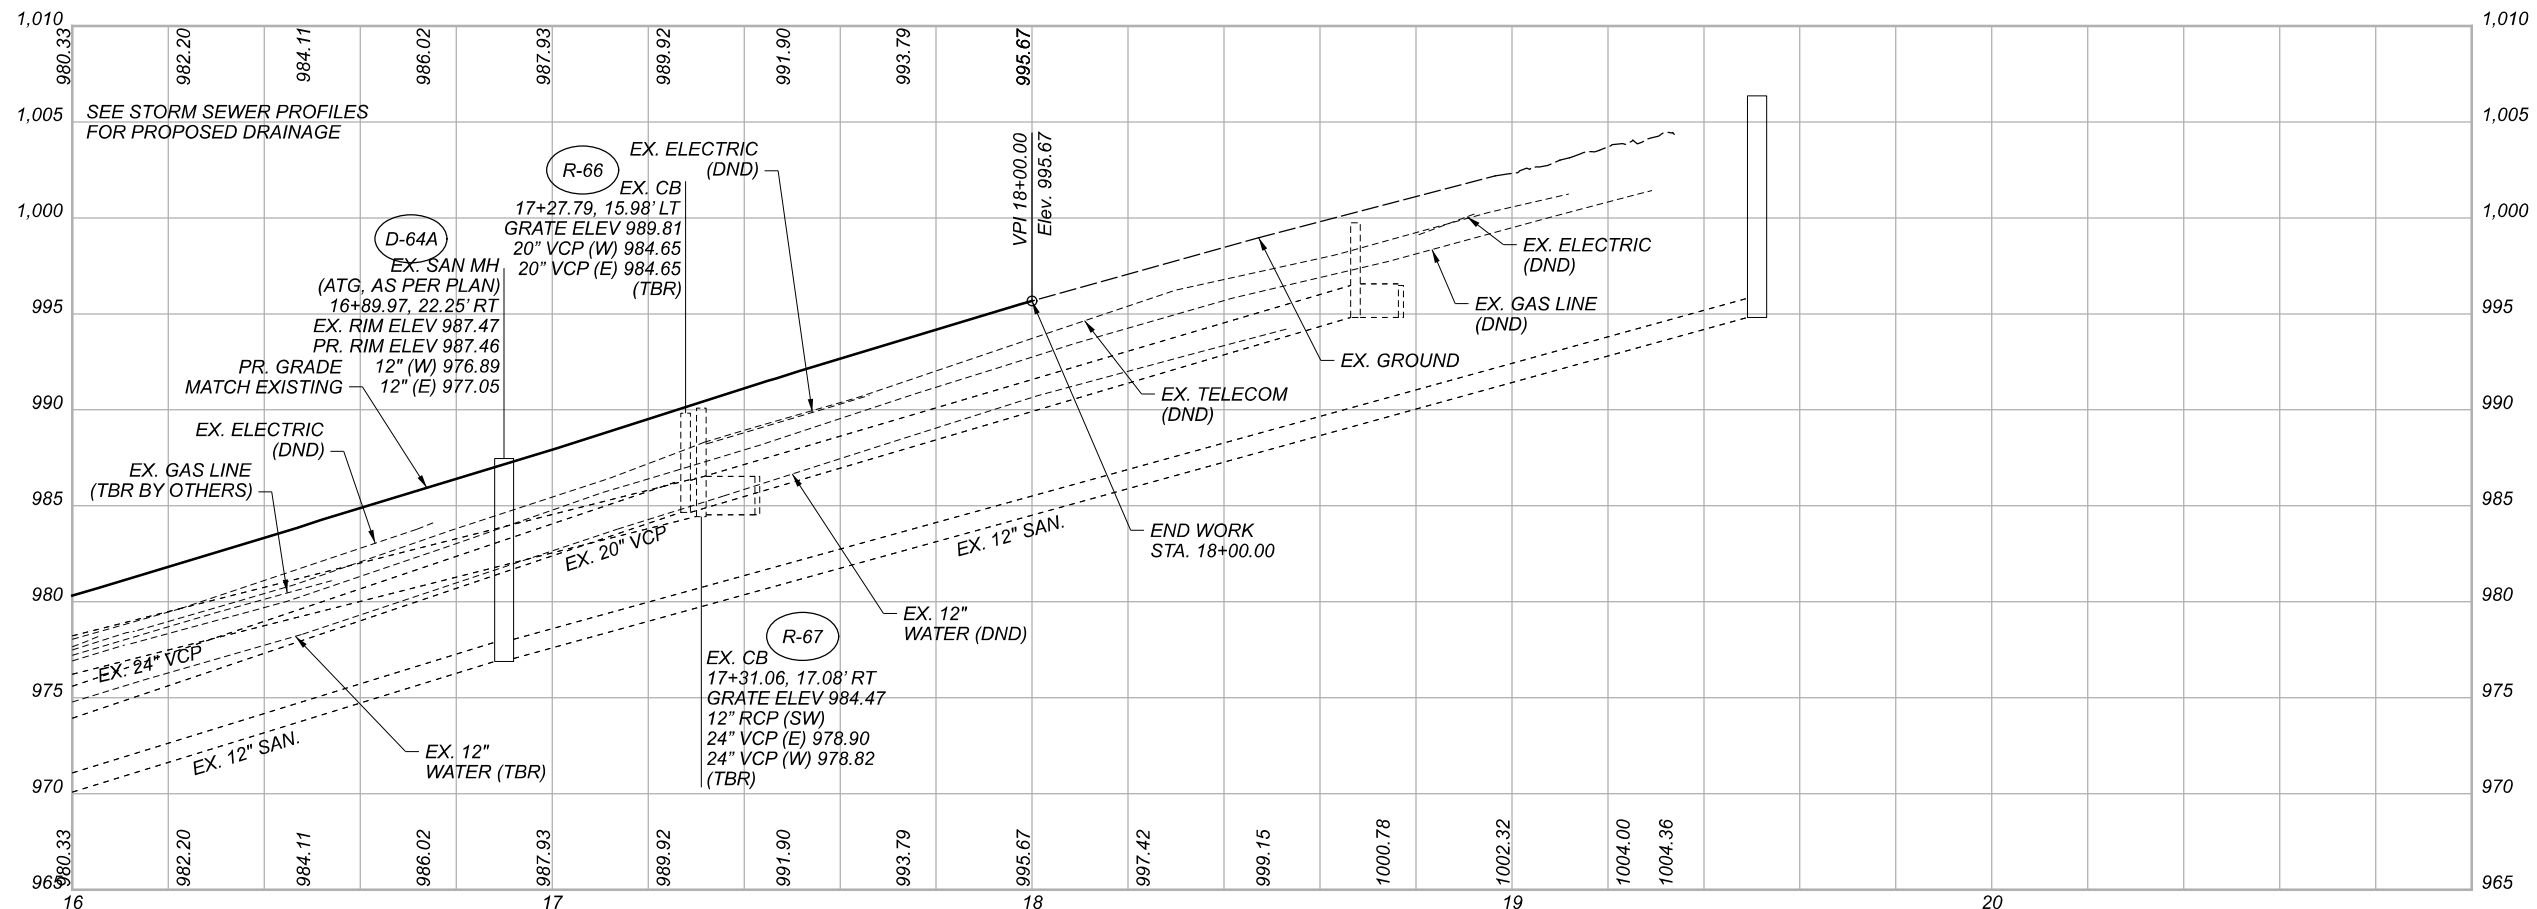 1,010
1,010
980.33
982.20
984.11
986.02
987.93
989.92
991.90
993.79
995.67
SEE STORM SEWER PROFILES
FOR PROPOSED DRAINAGE
1,005
1,005
R-66
EX. ELECTRIC
(DND)
EX. CB
17+27.79, 15.98' LT
GRATE ELEV 989.81
20" VCP (W) 984.65
20" VCP (E) 984.65
(TBR)
VPI 18+00.00
Elev. 995.67
1,000
1,000
D-64A
EX. SAN MH
(ATG, AS PER PLAN)
16+89.97, 22.25' RT
EX. RIM ELEV 987.47
PR. RIM ELEV 987.46
12" (W) 976.89
12" (E) 977.05
PR. GRADE
MATCH EXISTING
EX. ELECTRIC
(DND)
EX. GAS LINE
(DND)
995
995
EX. GROUND
EX. TELECOM
(DND)
990
990
EX. ELECTRIC
(DND)
EX. GAS LINE
(TBR BY OTHERS)
985
985
EX. 20" VCP
EX. 12" SAN.
END WORK
STA. 18+00.00
980
980
EX. 12"
WATER (DND)
R-67
EX. CB
17+31.06, 17.08' RT
GRATE ELEV 984.47
12" RCP (SW)
24" VCP (E) 978.90
24" VCP (W) 978.82
(TBR)
EX. 24" VCP
975
975
EX. 12" SAN.
EX. 12"
WATER (TBR)
970
970
980.33
982.20
984.11
986.02
987.93
989.92
991.90
993.79
995.67
997.42
999.15
1000.78
1002.32
1004.00
1004.36
965
965
16
17
18
19
20